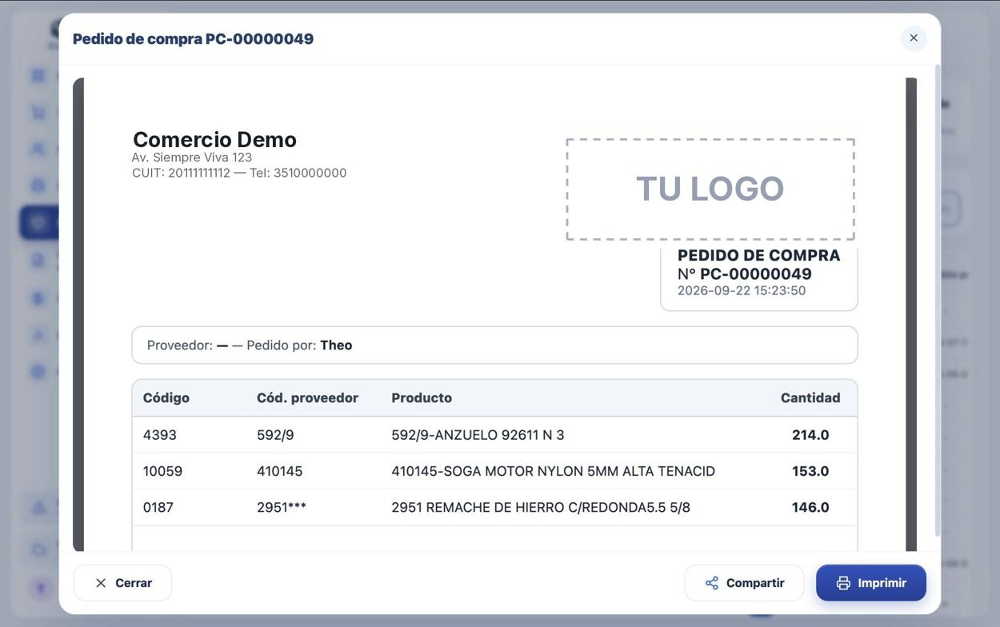 Pedido de compra PC-00000049
Comercio Demo
Av. Siempre Viva 123
CUIT: 20111111112 — Tel: 3510000000
TU LOGO
PEDIDO DE COMPRA
N° PC-00000049
2026-09-22 15:23:50
Proveedor: — — Pedido por: Theo
Código Cód. proveedor Producto Cantidad
4393 592/9 592/9-ANZUELO 92611 N 3 214.0
10059 410145 410145-SOGA MOTOR NYLON 5MM ALTA TENACID 153.0
0187 2951*** 2951 REMACHE DE HIERRO C/REDONDA5.5 5/8 146.0
Cerrar Compartir Imprimir